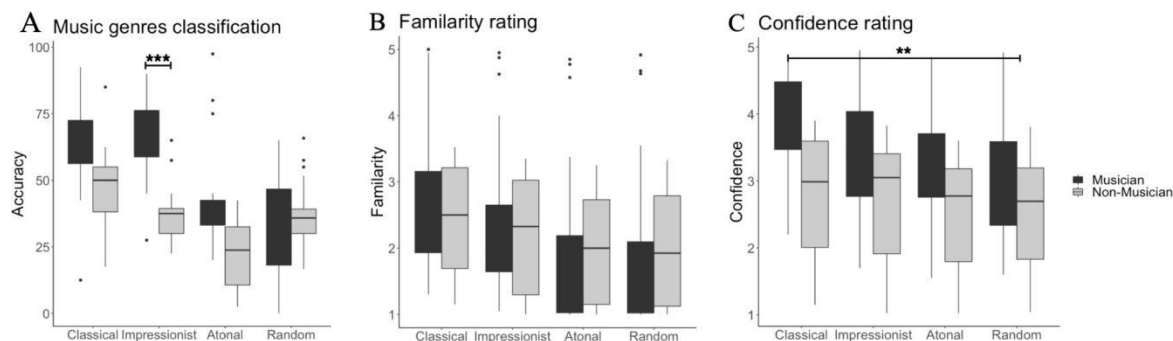 A Music genres classification
Accuracy
100
75
50
25
0
***
Classical Impressionist Atonal Random
B Familarity rating
Familarity
5
4
3
2
1
Classical Impressionist Atonal Random
C Confidence rating
Confidence
5
4
3
2
1
**
Classical Impressionist Atonal Random
Musician
Non-Musician